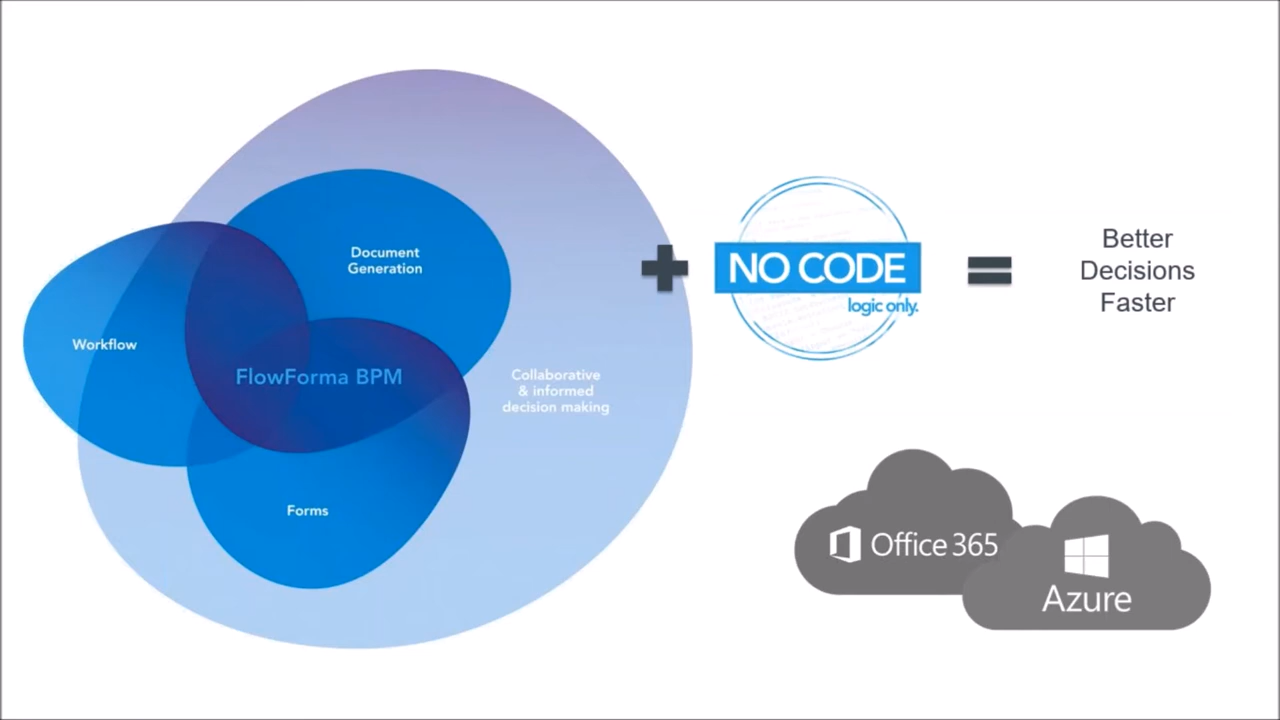 Document
Generation
Workflow
FlowForma BPM
Collaborative
& informed
decision making
Forms
NO CODE
logic only.
Better
Decisions
Faster
Office 365
Azure